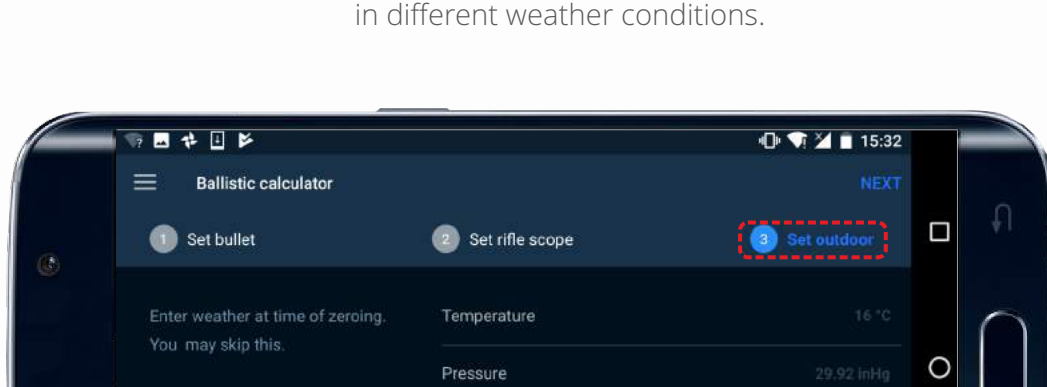 in different weather conditions.
15:32
Ballistic calculator
NEXT
1 Set bullet
2 Set rifle scope
3 Set outdoor
Enter weather at time of zeroing.
You may skip this.
Temperature
16 °C
Pressure
29.92 inHg